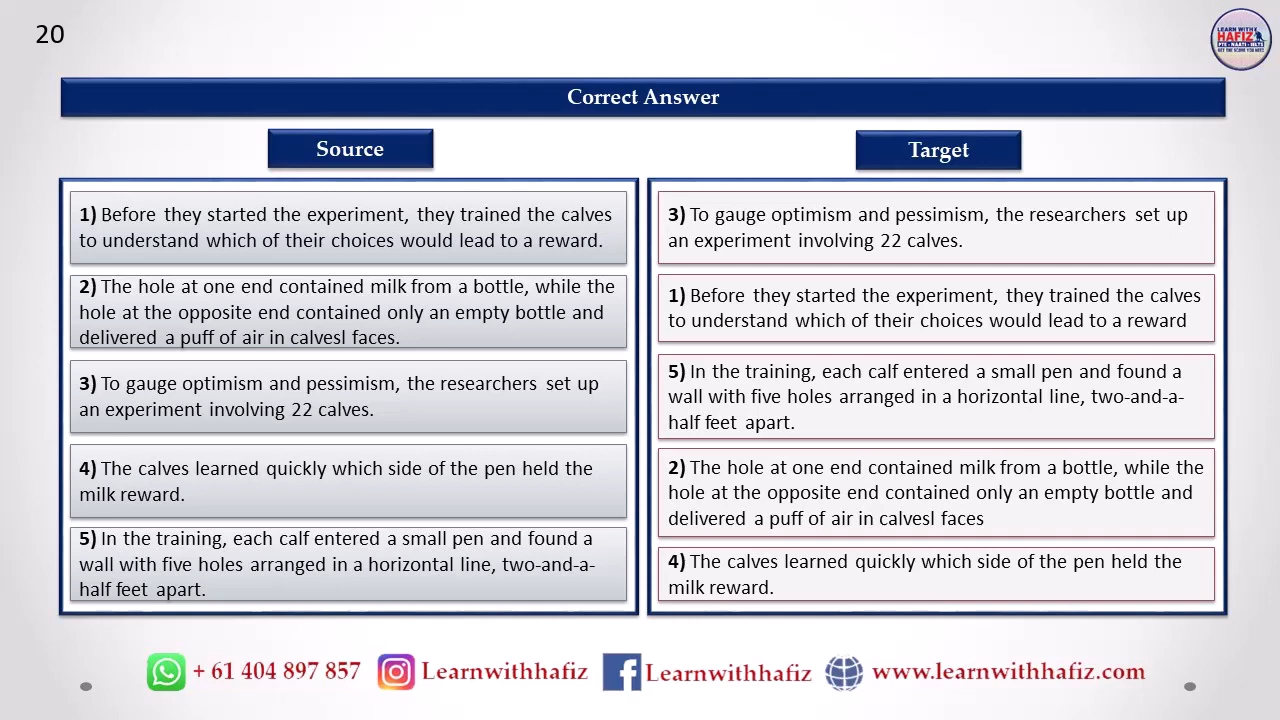 20
LEARN WITH
HAFIZ
PTE - NAATI - IELTS
GET THE SCORE YOU NEED
Correct Answer
Source
Target
1) Before they started the experiment, they trained the calves
to understand which of their choices would lead to a reward.
2) The hole at one end contained milk from a bottle, while the
hole at the opposite end contained only an empty bottle and
delivered a puff of air in calvesl faces.
3) To gauge optimism and pessimism, the researchers set up
an experiment involving 22 calves.
4) The calves learned quickly which side of the pen held the
milk reward.
5) In the training, each calf entered a small pen and found a
wall with five holes arranged in a horizontal line, two-and-a-
half feet apart.
3) To gauge optimism and pessimism, the researchers set up
an experiment involving 22 calves.
1) Before they started the experiment, they trained the calves
to understand which of their choices would lead to a reward
5) In the training, each calf entered a small pen and found a
wall with five holes arranged in a horizontal line, two-and-a-
half feet apart.
2) The hole at one end contained milk from a bottle, while the
hole at the opposite end contained only an empty bottle and
delivered a puff of air in calvesl faces
4) The calves learned quickly which side of the pen held the
milk reward.
+ 61 404 897 857
Learnwithhafiz
Learnwithhafiz
www.learnwithhafiz.com